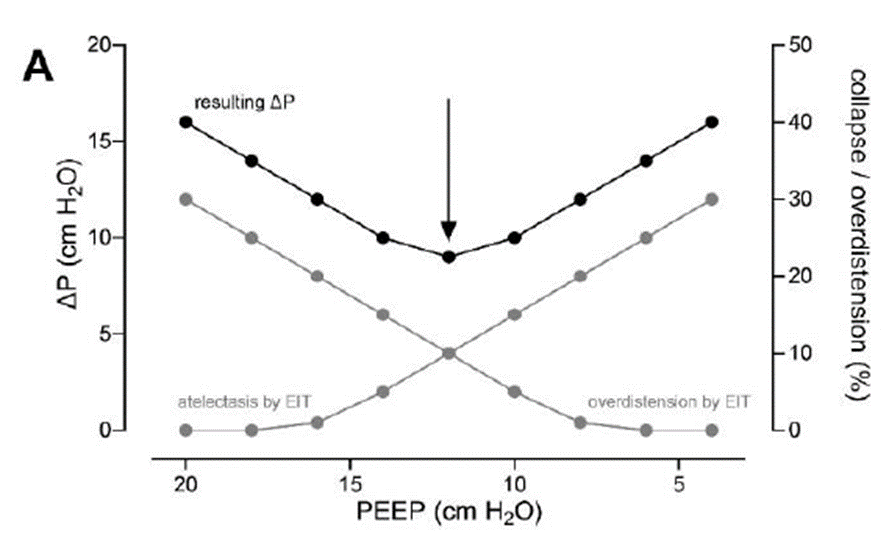 A
20
15
10
5
0
ΔP (cm H₂O)
resulting ΔP
atelectasis by EIT
overdistension by EIT
50
40
30
20
10
0
collapse / overdistension (%)
20
15
10
5
PEEP (cm H₂O)